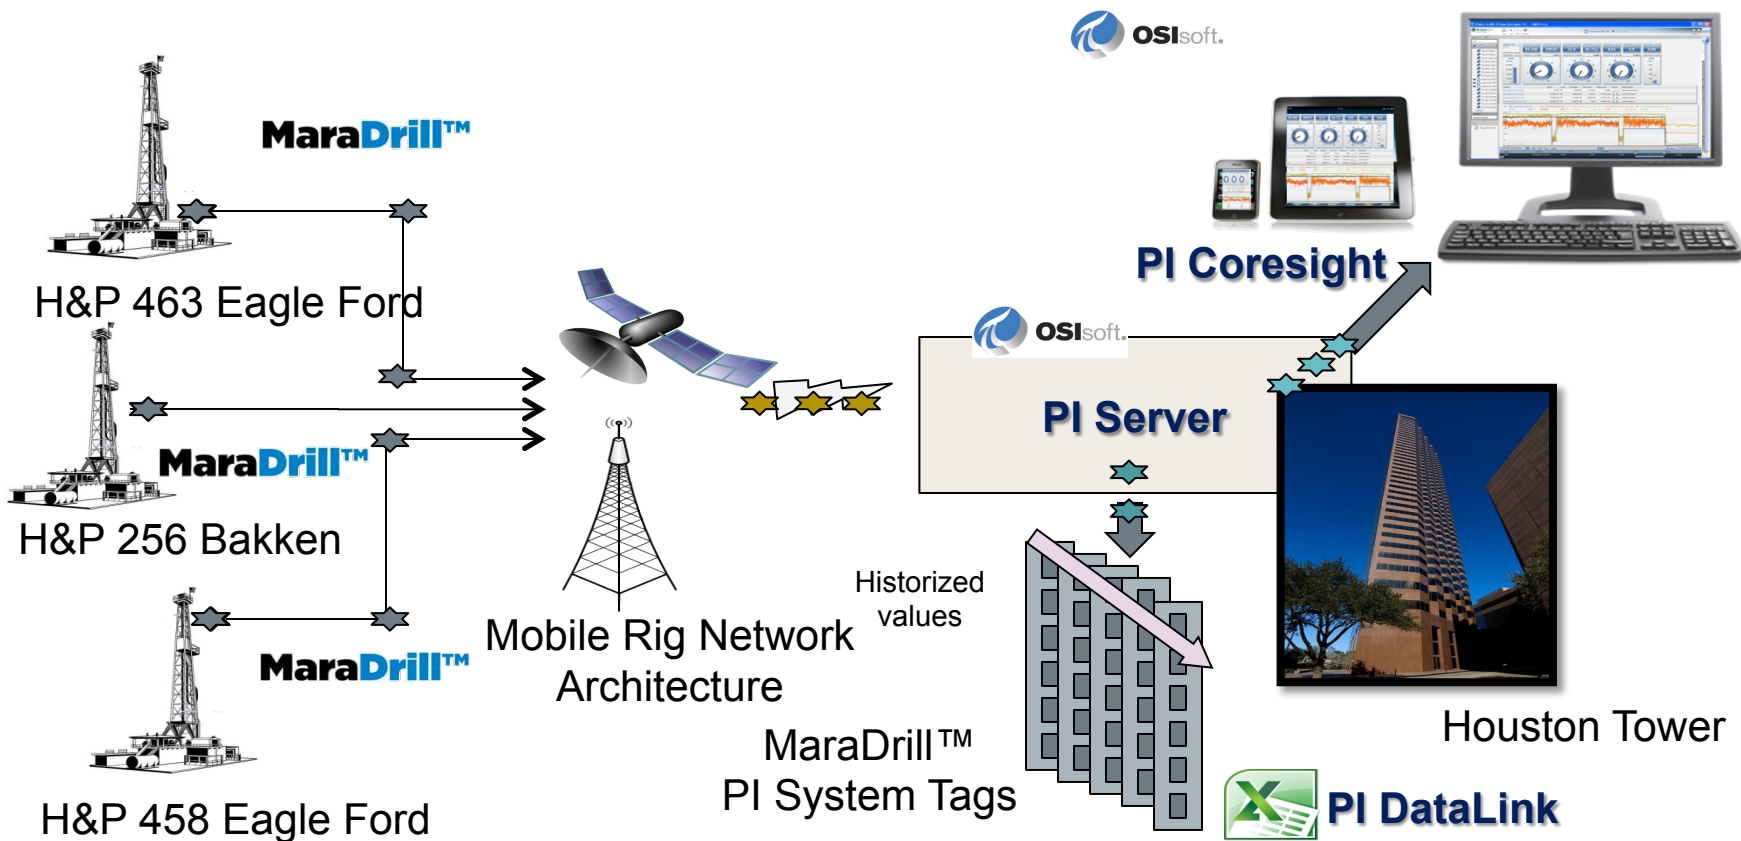 OSIsoft.
MaraDrill™
PI Coresight
H&P 463 Eagle Ford
OSIsoft.
PI Server
MaraDrill™
H&P 256 Bakken
Historized
values
Mobile Rig Network
Architecture
MaraDrill™
Houston Tower
MaraDrill™
PI System Tags
PI DataLink
H&P 458 Eagle Ford